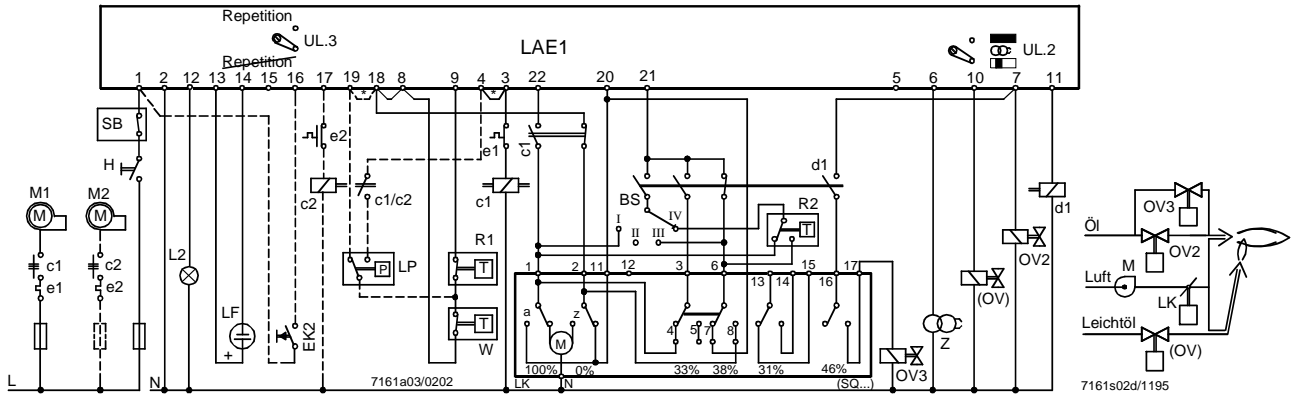 Repetition
UL.3
LAE1
UL.2
Repetition
1 2 12 13 14 15 16 17 19 18 8 9 4 3 22 20 21 5 6 10 7 11
* *
SB
e2
e1
c1
d1
H
c1/c2
BS
I II III IV
R2
T
M1 M2
M M
c2
c1
d1
OV3
Öl
L2
R1
T
OV2
OV2
c1 c2
P LP
1 2 11 12 3 6 13 14 15 16 17
(OV)
Luft M
e1 e2
LF
a z
LK
EK2
T
W
M
4 5 7 8
Z
Leichtöl
(OV)
+
100% 0% 33% 38% 31% 46%
OV3
L N
7161a03/0202
LK N (SQ...)
7161s02d/1195